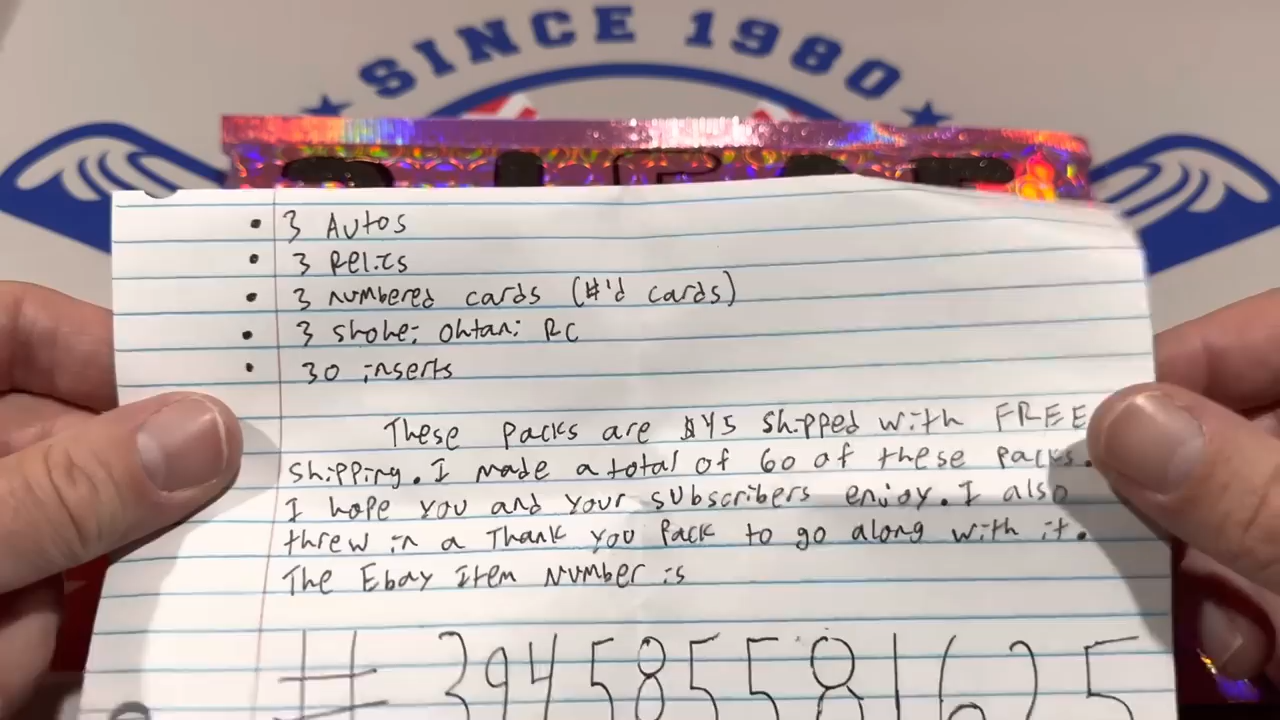 SINCE 1980
• 3 Autos
• 3 Relics
• 3 numbered cards (#'d cards)
• 3 shohei ohtani RC
• 30 inserts
These packs are $45 shipped with FREE
shipping. I made a total of 60 of these packs.
I hope you and your subscribers enjoy. I also
threw in a Thank you Pack to go along with it.
The Ebay Item Number is
# 394585581625